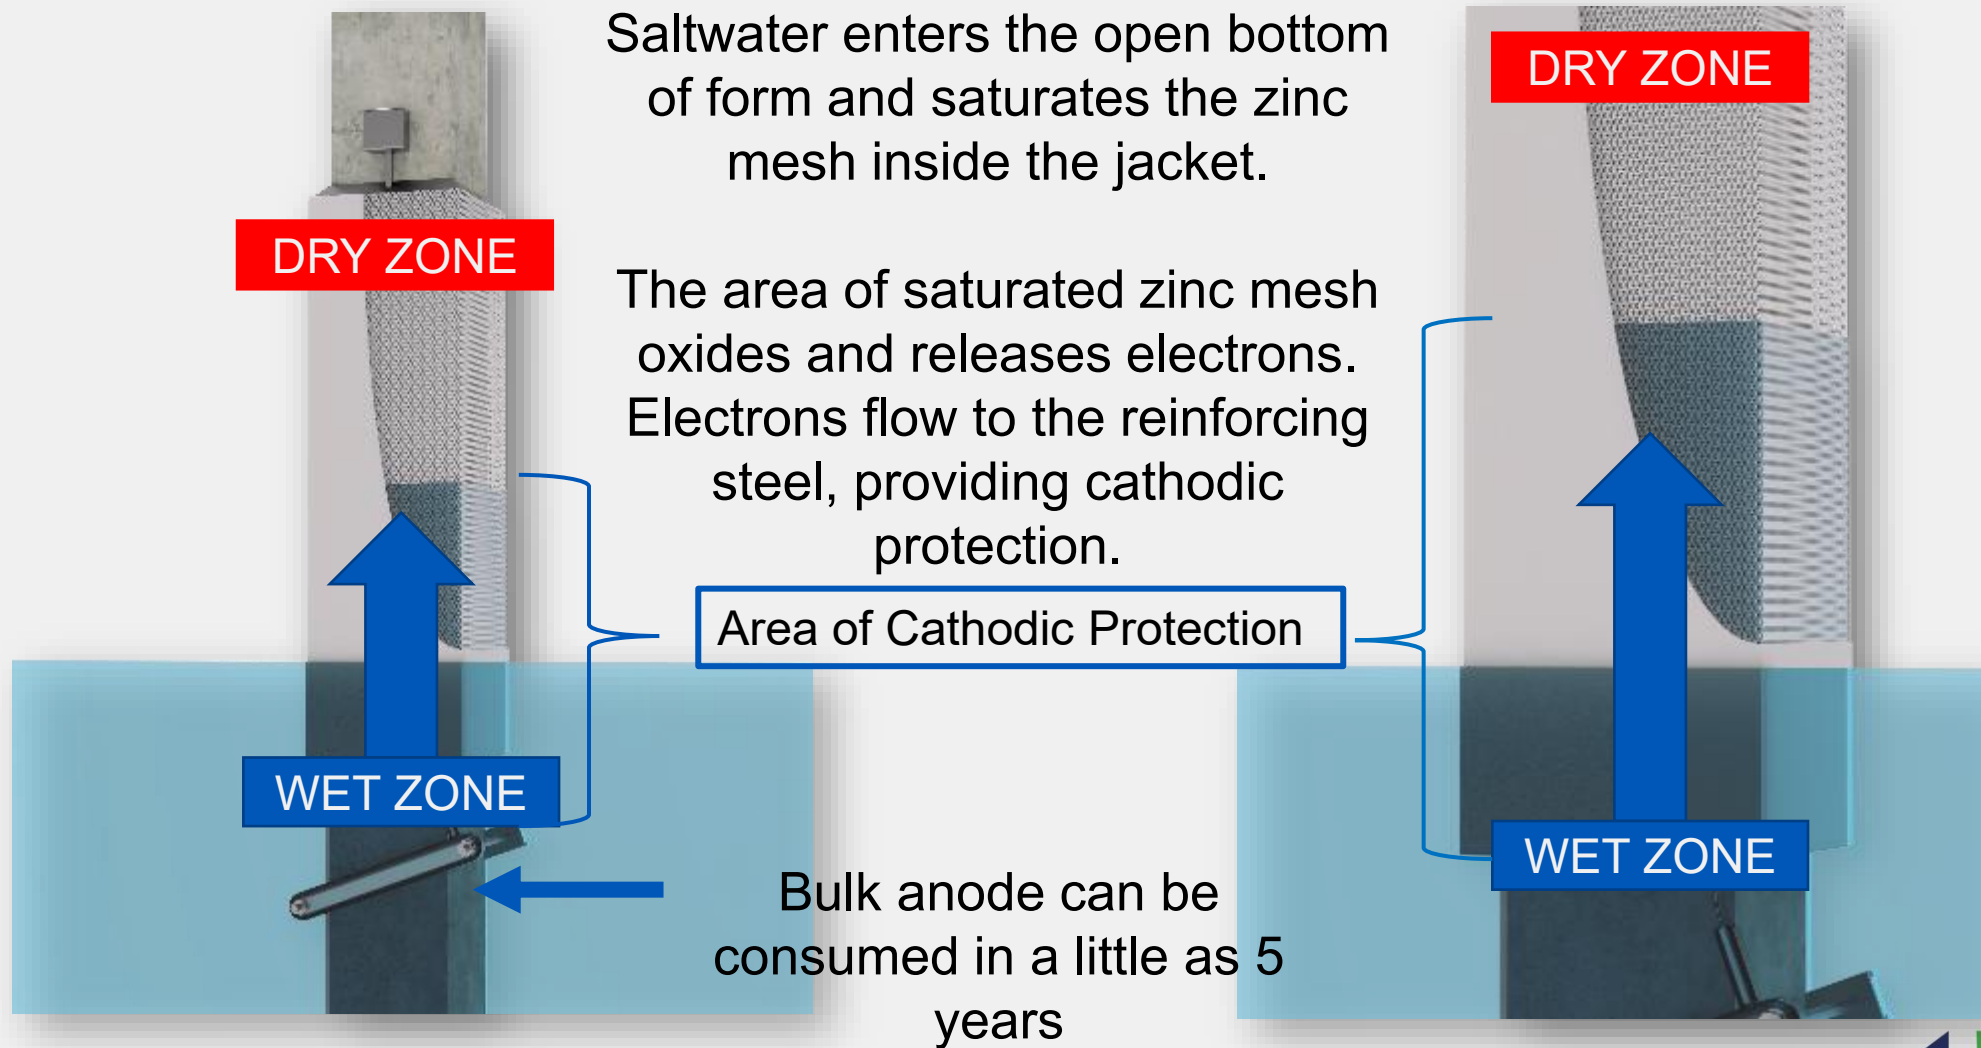 Saltwater enters the open bottom
of form and saturates the zinc
mesh inside the jacket.
DRY ZONE
DRY ZONE
The area of saturated zinc mesh
oxides and releases electrons.
Electrons flow to the reinforcing
steel, providing cathodic
protection.
Area of Cathodic Protection
WET ZONE
WET ZONE
Bulk anode can be
consumed in a little as 5
years